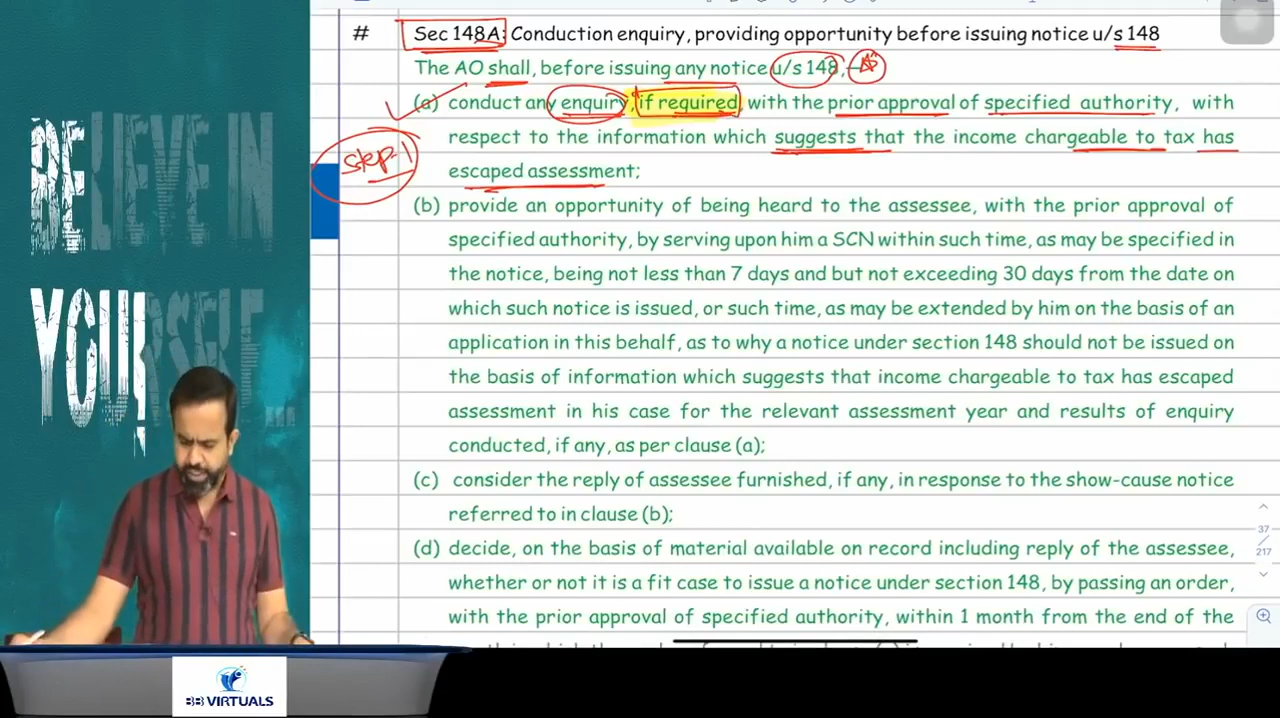 # Sec 148A: Conduction enquiry, providing opportunity before issuing notice u/s 148
The AO shall, before issuing any notice u/s 148,
(a) conduct any enquiry, if required, with the prior approval of specified authority, with
respect to the information which suggests that the income chargeable to tax has
escaped assessment;
step-1
(b) provide an opportunity of being heard to the assessee, with the prior approval of
specified authority, by serving upon him a SCN within such time, as may be specified in
the notice, being not less than 7 days and but not exceeding 30 days from the date on
which such notice is issued, or such time, as may be extended by him on the basis of an
application in this behalf, as to why a notice under section 148 should not be issued on
the basis of information which suggests that income chargeable to tax has escaped
assessment in his case for the relevant assessment year and results of enquiry
conducted, if any, as per clause (a);
(c) consider the reply of assessee furnished, if any, in response to the show-cause notice
referred to in clause (b);
(d) decide, on the basis of material available on record including reply of the assessee,
whether or not it is a fit case to issue a notice under section 148, by passing an order,
with the prior approval of specified authority, within 1 month from the end of the
37
217
BELIEVE IN
YOURSELF...
BB VIRTUALS